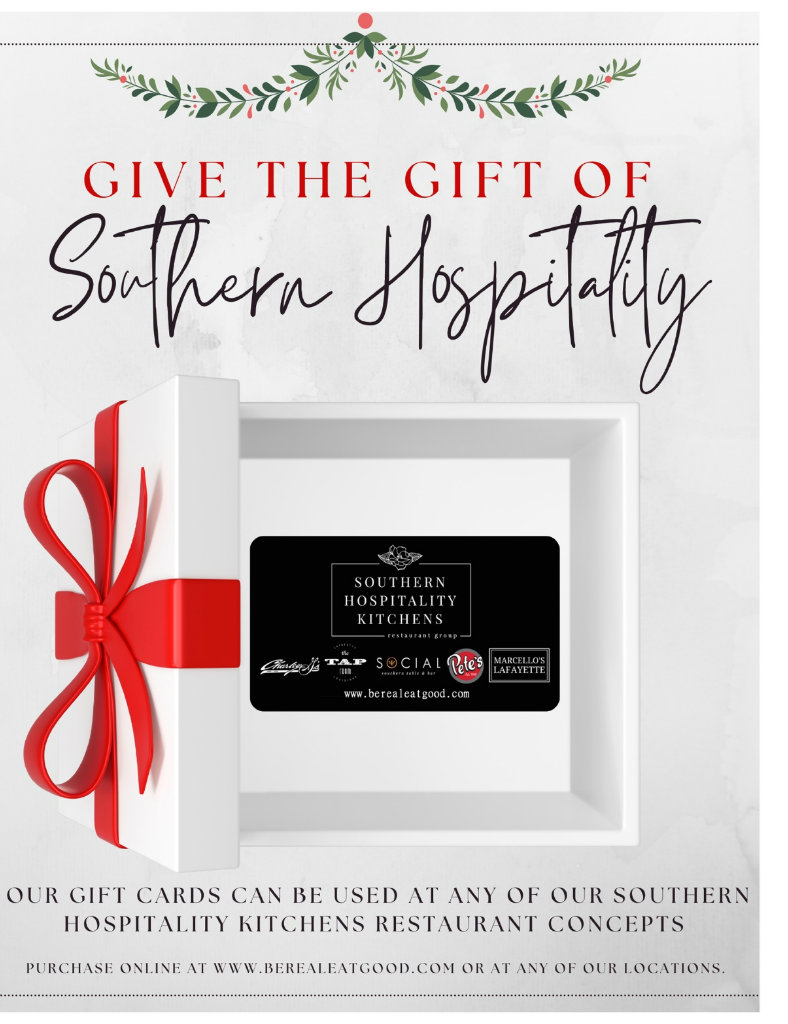 GIVE THE GIFT OF
Southern Hospitality
SOUTHERN
HOSPITALITY
KITCHENS
restaurant group
Charley G's
the
TAP
room
SOCIAL
southern table & bar
Pete's
MARCELLO'S
LAFAYETTE
www.berealeatgood.com
OUR GIFT CARDS CAN BE USED AT ANY OF OUR SOUTHERN
HOSPITALITY KITCHENS RESTAURANT CONCEPTS
PURCHASE ONLINE AT WWW.BEREALEATGOOD.COM OR AT ANY OF OUR LOCATIONS.